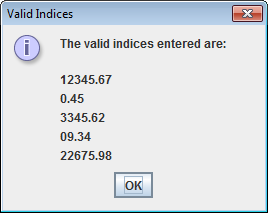 Valid Indices
The valid indices entered are:
12345.67
0.45
3345.62
09.34
22675.98
OK